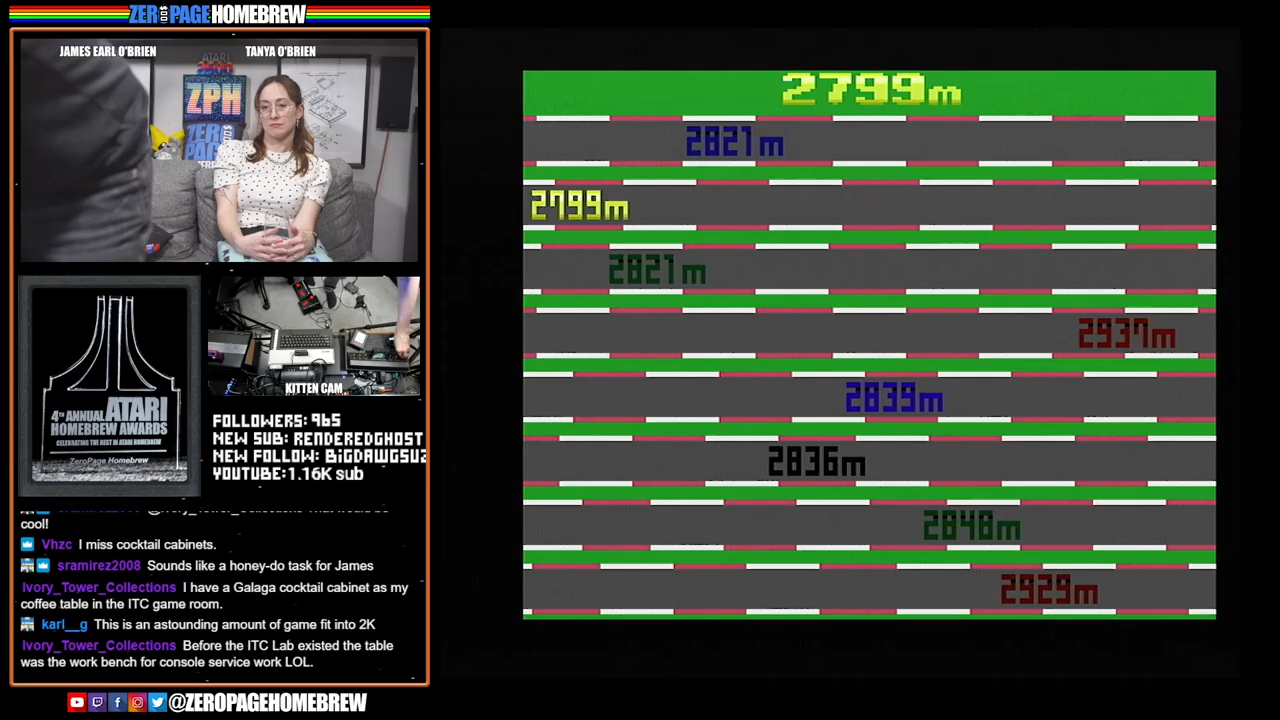 ZEROPAGE HOMEBREW
JAMES EARL O'BRIEN
TANYA O'BRIEN
ATARI
ZPH
ZERO
PAGE
4TH ANNUAL ATARI
HOMEBREW AWARDS
CELEBRATING THE BEST IN ATARI HOMEBREW
ZeroPage Homebrew
KITTEN CAM
FOLLOWERS: 965
NEW SUB: RENDEREDGHOST
NEW FOLLOW: BIGDAWGSU2
YOUTUBE:1.16K sub
cool!
Vhzc I miss cocktail cabinets.
sramirez2008 Sounds like a honey-do task for James
Ivory_Tower_Collections I have a Galaga cocktail cabinet as my
coffee table in the ITC game room.
karl__g This is an astounding amount of game fit into 2K
Ivory_Tower_Collections Before the ITC Lab existed the table
was the work bench for console service work LOL.
@ZEROPAGEHOMEBREW
2799m
2821m
2799m
2821m
2937m
2839m
2836m
2848m
2929m